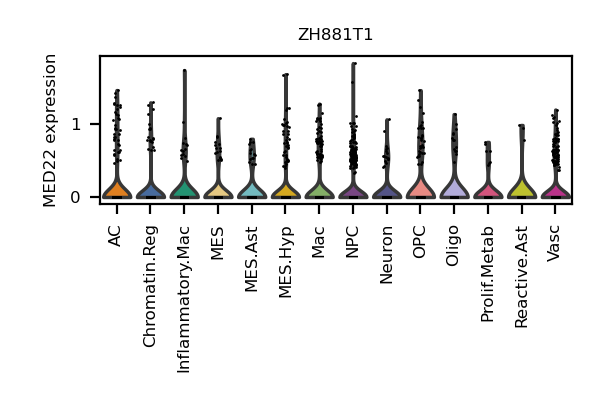 ZH881T1
MED22 expression
1
0
AC
Chromatin.Reg
Inflammatory.Mac
MES
MES.Ast
MES.Hyp
Mac
NPC
Neuron
OPC
Oligo
Prolif.Metab
Reactive.Ast
Vasc